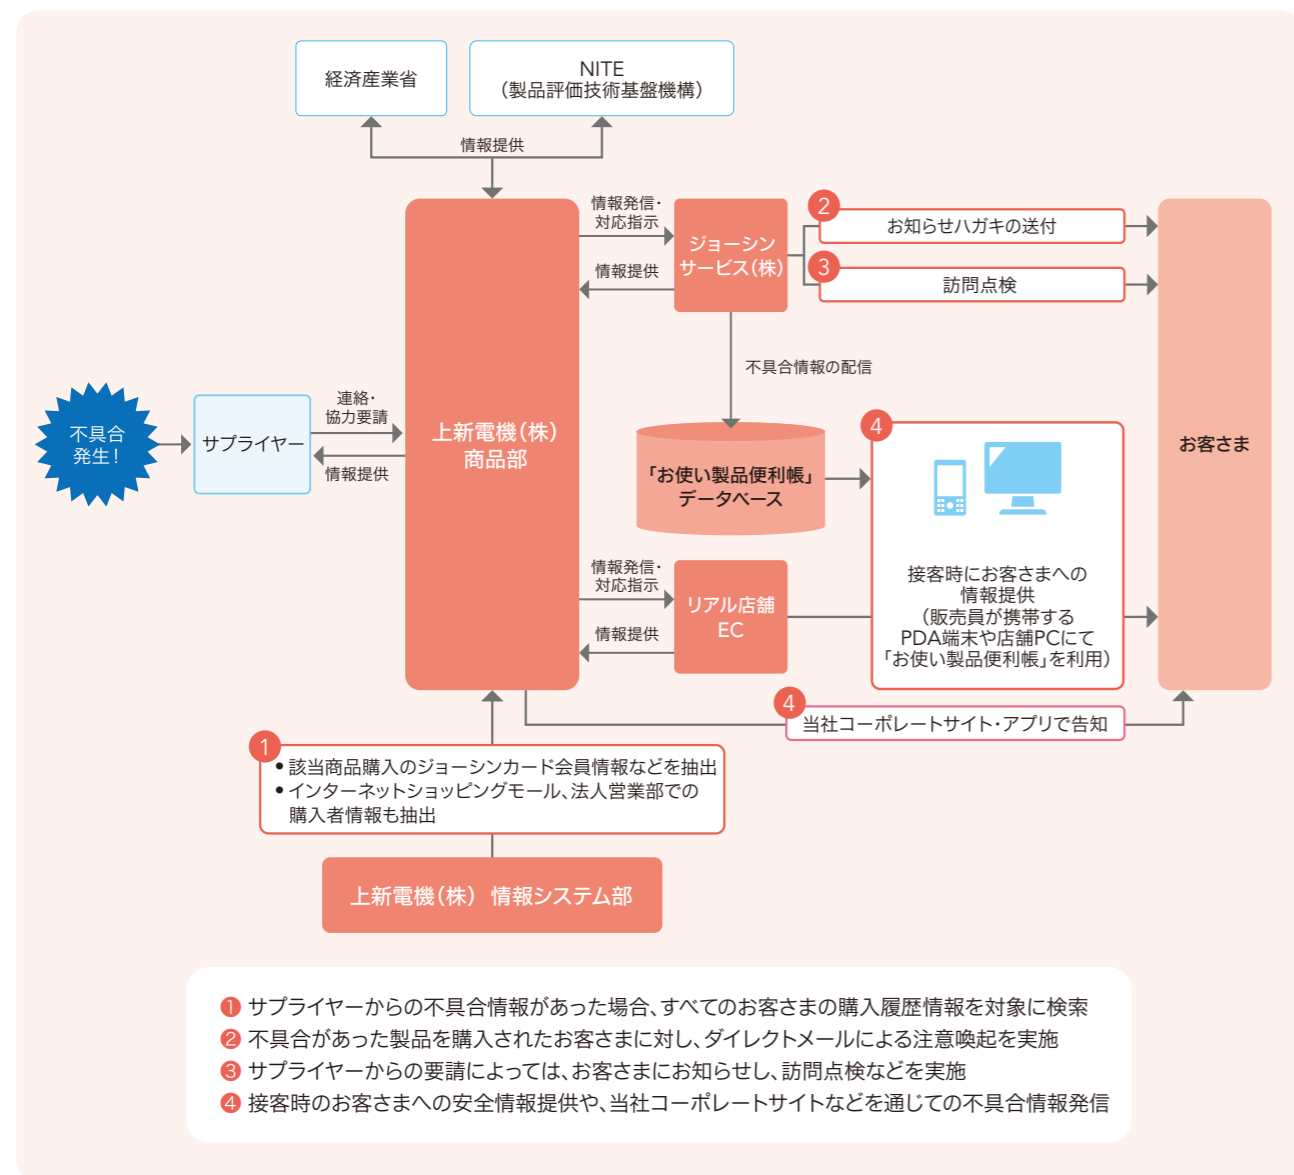 経済産業省
NITE
（製品評価技術基盤機構）
情報提供
情報発信・
対応指示
情報提供
ジョーシン
サービス（株）
2
お知らせハガキの送付
3
訪問点検
不具合情報の配信
不具合
発生！
サプライヤー
連絡・
協力要請
情報提供
上新電機（株）
商品部
「お使い製品便利帳」
データベース
4
接客時にお客さまへの
情報提供
（販売員が携帯する
PDA端末や店舗PCにて
「お使い製品便利帳」を利用）
お客さま
情報発信・
対応指示
情報提供
リアル店舗
EC
4
当社コーポレートサイト・アプリで告知
1
• 該当商品購入のジョーシンカード会員情報などを抽出
• インターネットショッピングモール、法人営業部での
購入者情報も抽出
上新電機（株） 情報システム部
❶ サプライヤーからの不具合情報があった場合、すべてのお客さまの購入履歴情報を対象に検索
❷ 不具合があった製品を購入されたお客さまに対し、ダイレクトメールによる注意喚起を実施
❸ サプライヤーからの要請によっては、お客さまにお知らせし、訪問点検などを実施
❹ 接客時のお客さまへの安全情報提供や、当社コーポレートサイトなどを通じての不具合情報発信